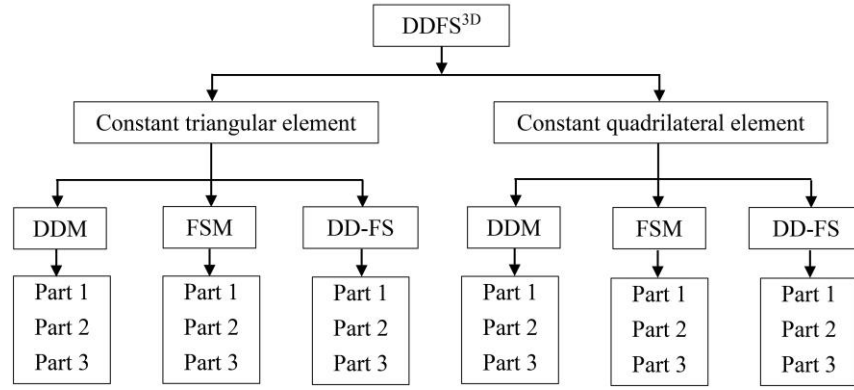 DDFS³ᴰ
Constant triangular element
Constant quadrilateral element
DDM
FSM
DD-FS
DDM
FSM
DD-FS
Part 1
Part 2
Part 3
Part 1
Part 2
Part 3
Part 1
Part 2
Part 3
Part 1
Part 2
Part 3
Part 1
Part 2
Part 3
Part 1
Part 2
Part 3